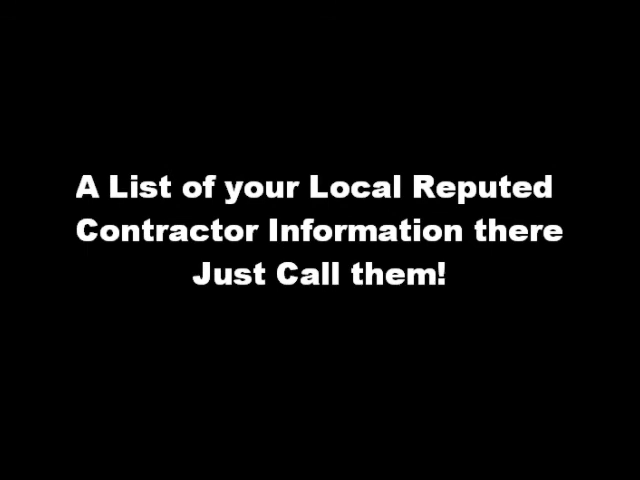 A List of your Local Reputed
Contractor Information there
Just Call them!